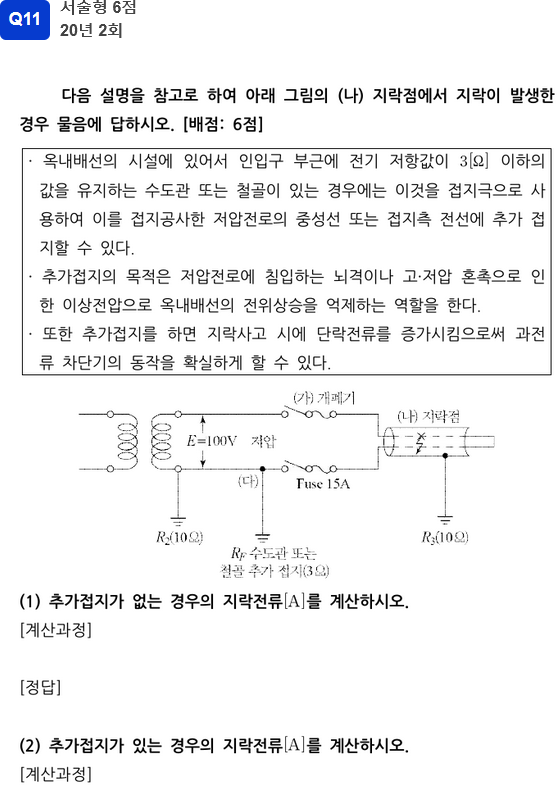 Q11
서술형 6점
20년 2회
다음 설명을 참고로 하여 아래 그림의 (나) 지락점에서 지락이 발생한
경우 물음에 답하시오. [배점: 6점]
· 옥내배선의 시설에 있어서 인입구 부근에 전기 저항값이 3[Ω] 이하의
값을 유지하는 수도관 또는 철골이 있는 경우에는 이것을 접지극으로 사
용하여 이를 접지공사한 저압전로의 중성선 또는 접지측 전선에 추가 접
지할 수 있다.
· 추가접지의 목적은 저압전로에 침입하는 뇌격이나 고·저압 혼촉으로 인
한 이상전압으로 옥내배선의 전위상승을 억제하는 역할을 한다.
· 또한 추가접지를 하면 지락사고 시에 단락전류를 증가시킴으로써 과전
류 차단기의 동작을 확실하게 할 수 있다.
(가) 개폐기
(나) 지락점
E=100V 저압
(다)
Fuse 15A
R₂(10Ω)
R₃(10Ω)
R_F 수도관 또는
철골 추가 접지(3Ω)
(1) 추가접지가 없는 경우의 지락전류[A]를 계산하시오.
[계산과정]
[정답]
(2) 추가접지가 있는 경우의 지락전류[A]를 계산하시오.
[계산과정]